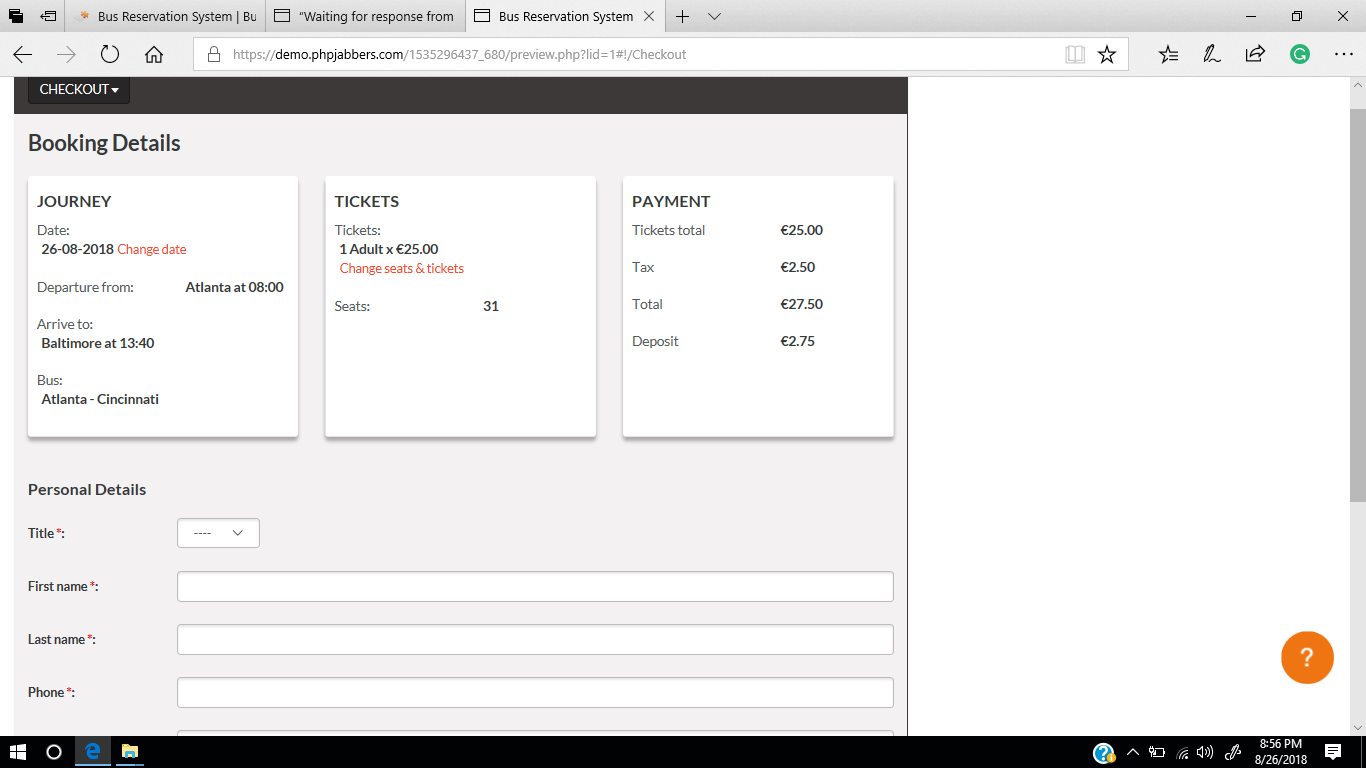 Bus Reservation System | Bu
“Waiting for response from
Bus Reservation System
https://demo.phpjabbers.com/1535296437_680/preview.php?lid=1#!/Checkout
G
CHECKOUT
Booking Details
JOURNEY
Date:
26-08-2018 Change date
Departure from: Atlanta at 08:00
Arrive to:
Baltimore at 13:40
Bus:
Atlanta - Cincinnati
TICKETS
Tickets:
1 Adult x €25.00
Change seats & tickets
Seats: 31
PAYMENT
Tickets total €25.00
Tax €2.50
Total €27.50
Deposit €2.75
Personal Details
Title *: ----
First name *:
Last name *:
Phone *:
?
8:56 PM
8/26/2018